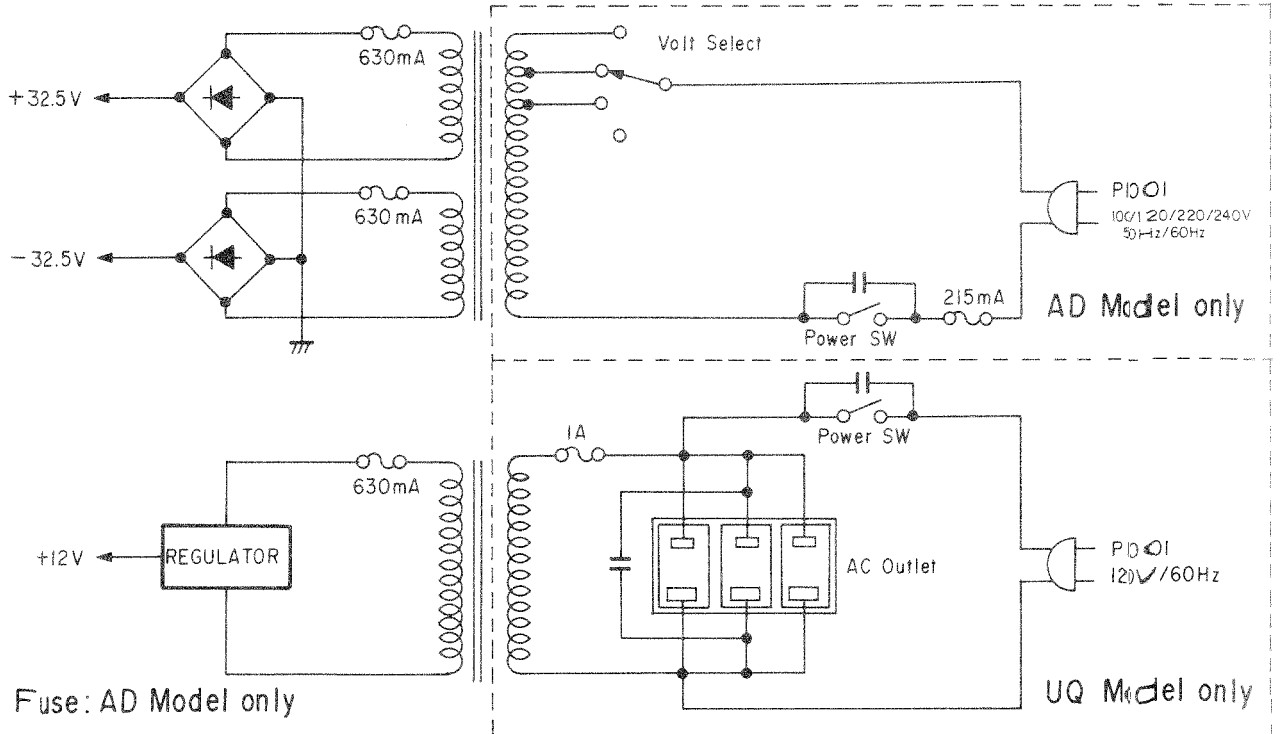 630mA
Volt Select
+32.5V
630mA
-32.5V
P1001
100/120/220/240V
50Hz/60Hz
215mA
AD Model only
Power SW
1A
Power SW
630mA
+12V
REGULATOR
AC Outlet
P1001
120V/60Hz
Fuse: AD Model only
UQ Model only